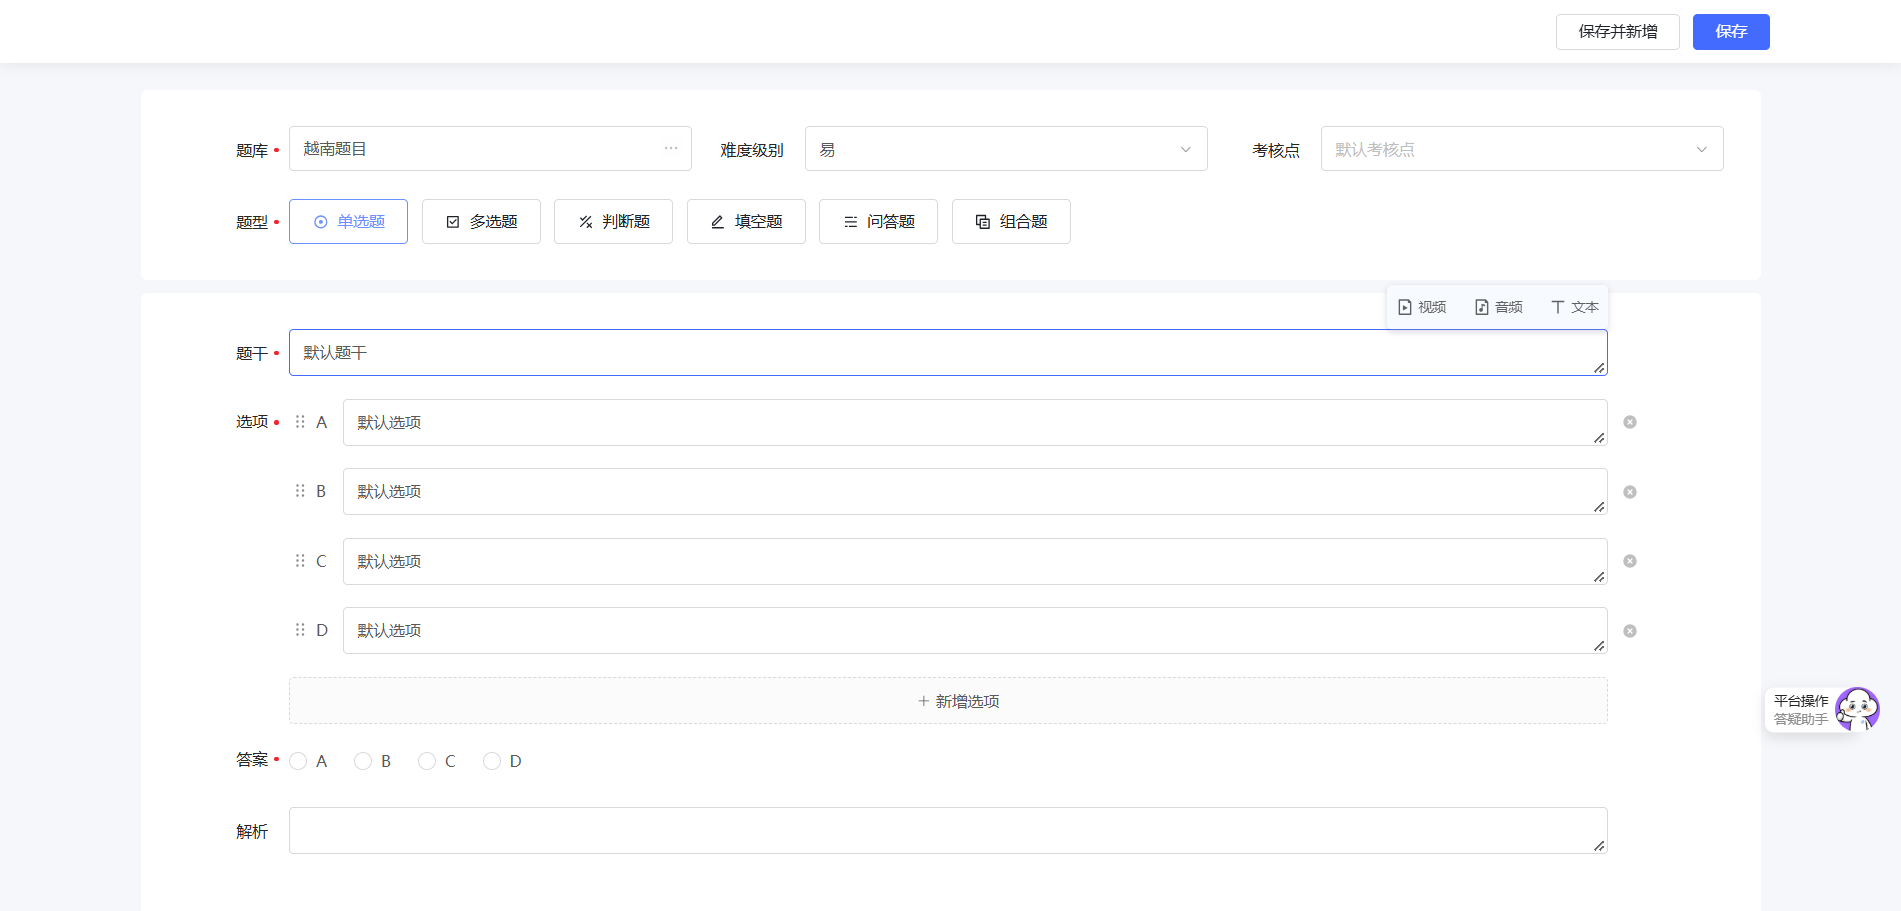 保存并新增 保存
题库 越南题目 ··· 难度级别 易 考核点 默认考核点
题型 单选题 多选题 判断题 填空题 问答题 组合题
视频 音频 文本
题干 默认题干
选项 A 默认选项
B 默认选项
C 默认选项
D 默认选项
+ 新增选项
平台操作
答疑助手
答案 A B C D
解析